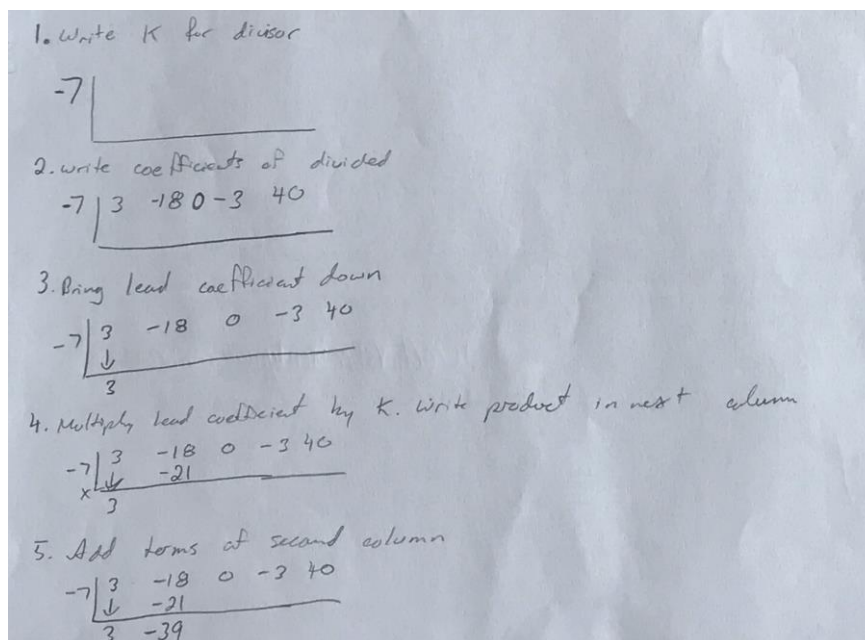 1. Write K for divisor
-7
2. write coefficients of divided
-7 3 -18 0 -3 40
3. Bring lead coefficient down
-7 3 -18 0 -3 40
↓
3
4. Multiply lead coefficient by K. Write product in next column
-7 3 -18 0 -3 40
x ↓ -21
3
5. Add terms of second column
-7 3 -18 0 -3 40
↓ -21
3 -39